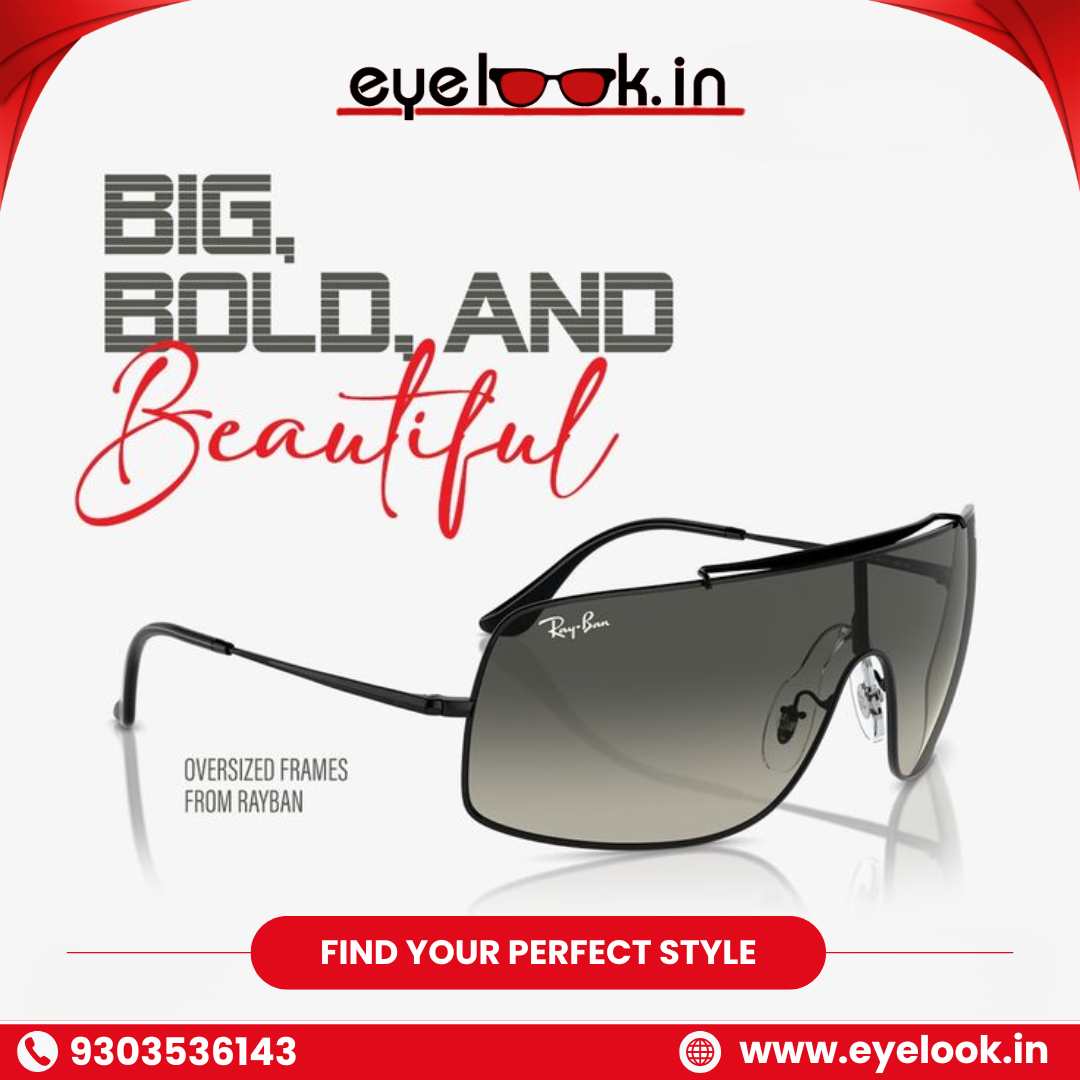 eyelook.in
BIG,
BOLD, AND
Beautiful
Ray-Ban
OVERSIZED FRAMES
FROM RAYBAN
FIND YOUR PERFECT STYLE
9303536143
www.eyelook.in